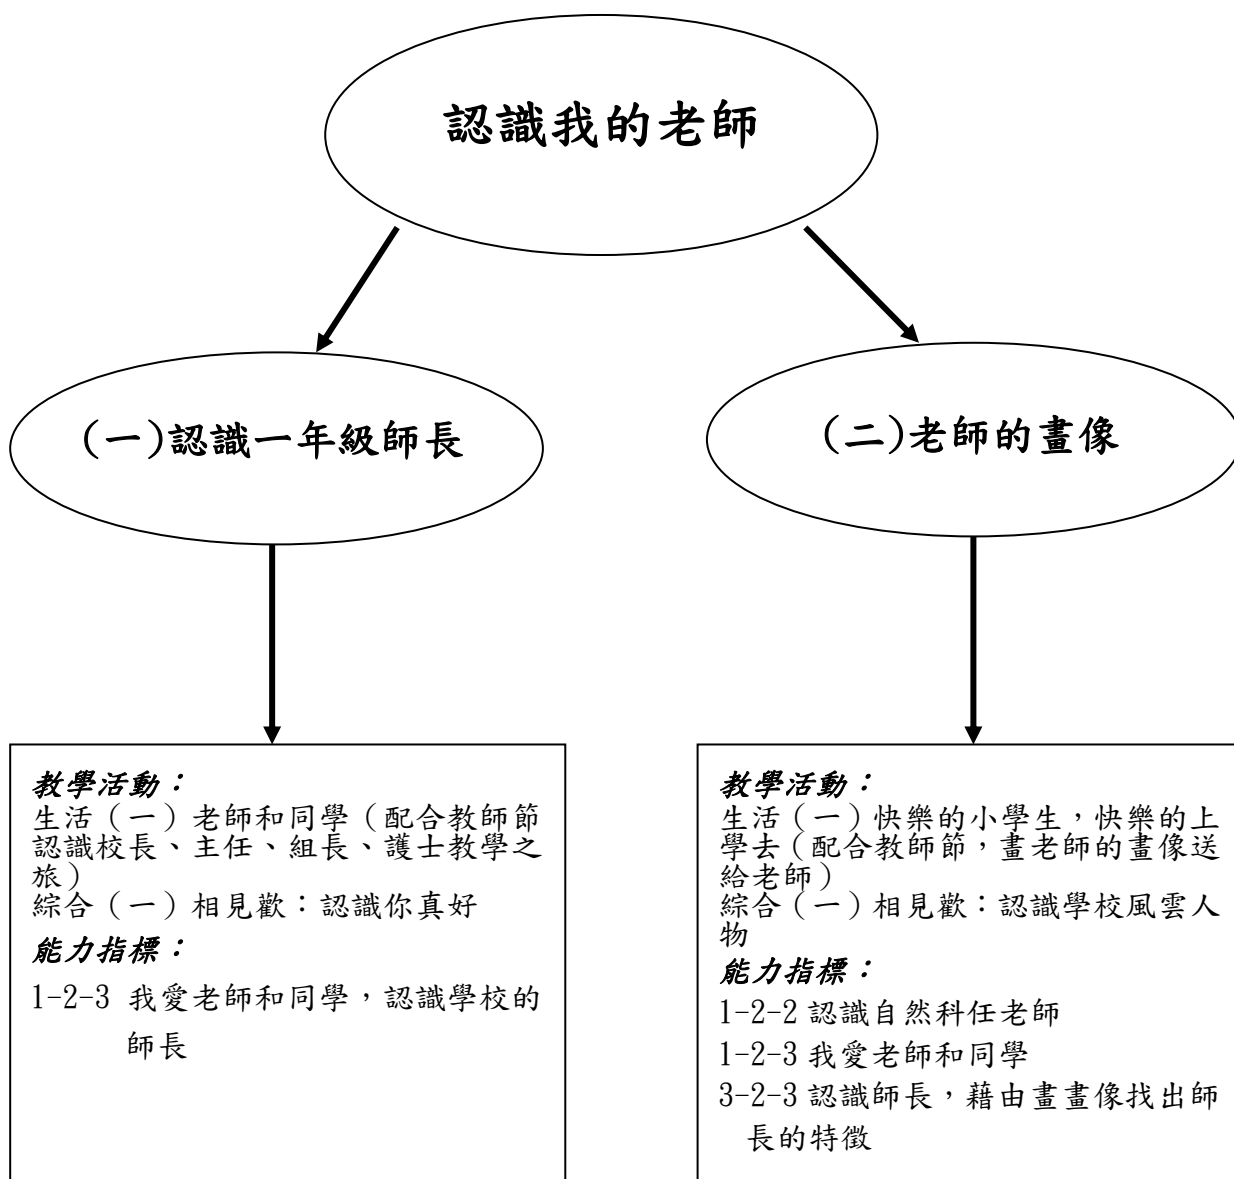 認識我的老師
(一)認識一年級師長
(二)老師的畫像
教學活動：
生活（一）老師和同學（配合教師節
認識校長、主任、組長、護士教學之
旅）
綜合（一）相見歡：認識你真好
能力指標：
1-2-3 我愛老師和同學，認識學校的
師長
教學活動：
生活（一）快樂的小學生，快樂的上
學去（配合教師節，畫老師的畫像送
給老師）
綜合（一）相見歡：認識學校風雲人
物
能力指標：
1-2-2 認識自然科任老師
1-2-3 我愛老師和同學
3-2-3 認識師長，藉由畫畫像找出師
長的特徵